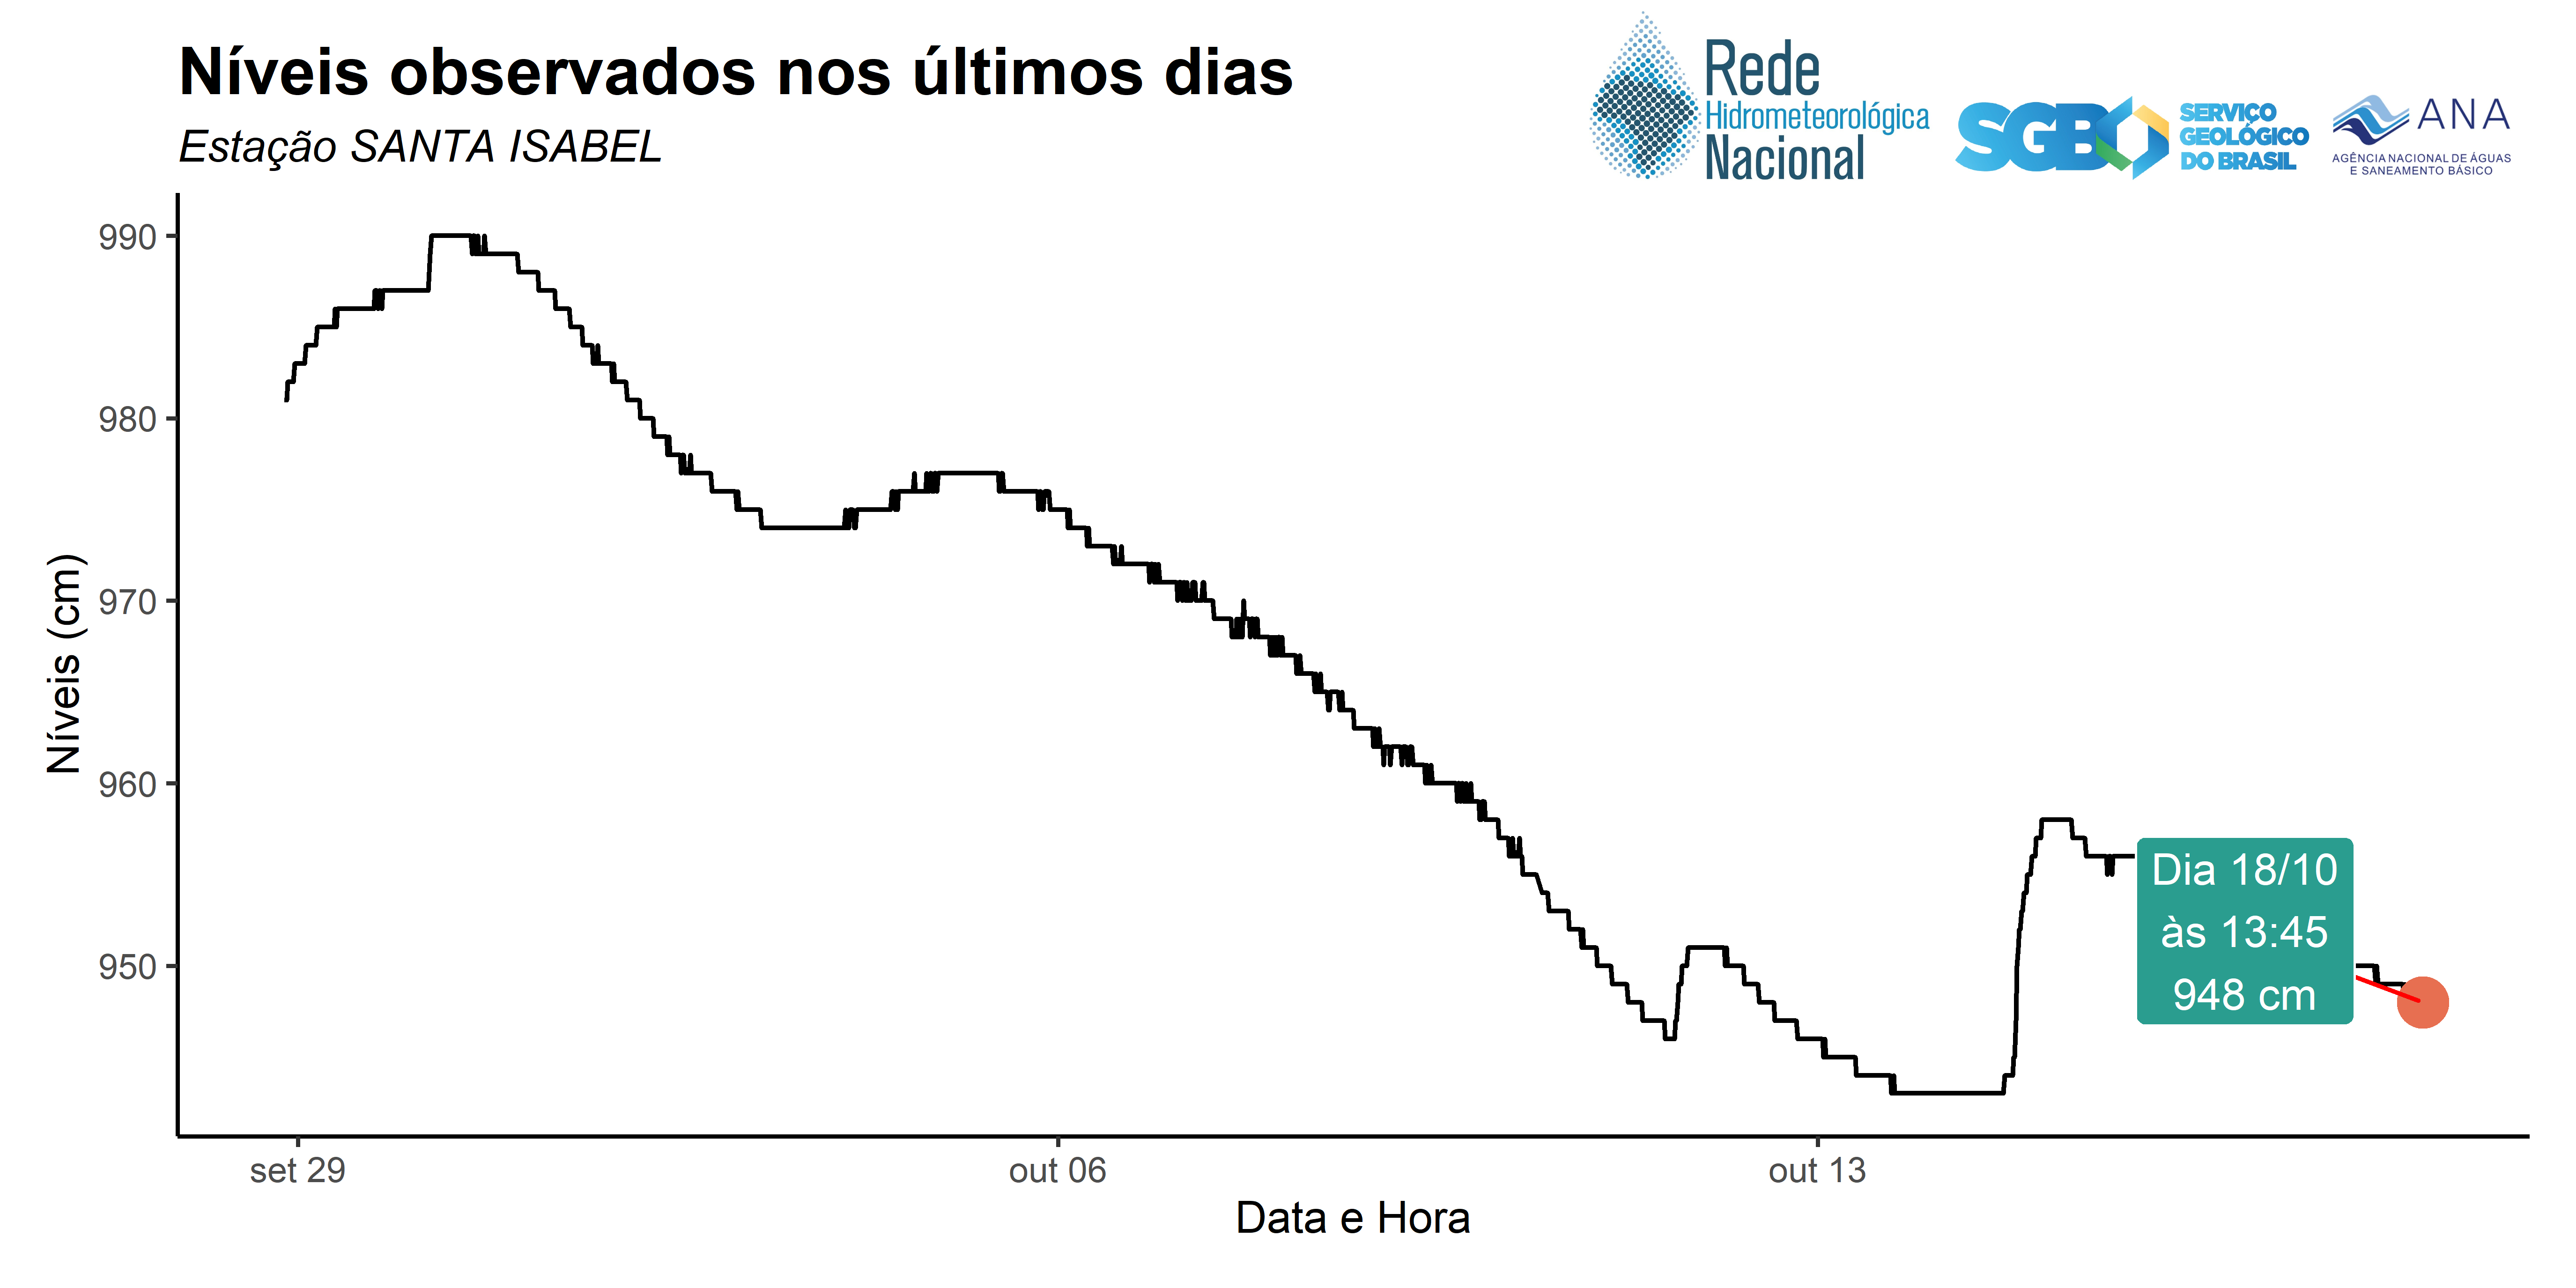 Níveis observados nos últimos dias
Estação SANTA ISABEL
Rede
Hidrometeorológica
Nacional
SGB
SERVIÇO
GEOLÓGICO
DO BRASIL
ANA
AGÊNCIA NACIONAL DE ÁGUAS
E SANEAMENTO BÁSICO
Níveis (cm)
990
980
970
960
950
Dia 18/10
às 13:45
948 cm
set 29
out 06
out 13
Data e Hora